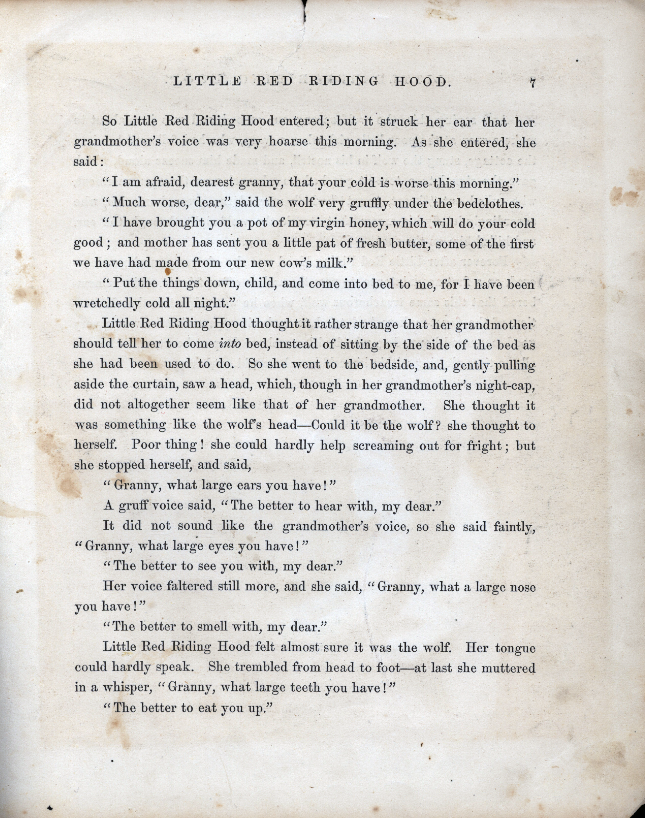 LITTLE RED RIDING HOOD. 7
So Little Red Riding Hood entered; but it struck her ear that her
grandmother's voice was very hoarse this morning. As she entered, she
said:
“I am afraid, dearest granny, that your cold is worse this morning.”
“Much worse, dear,” said the wolf very gruffly under the bedclothes.
“I have brought you a pot of my virgin honey, which will do your cold
good; and mother has sent you a little pat of fresh butter, some of the first
we have had made from our new cow's milk.”
“Put the things down, child, and come into bed to me, for I have been
wretchedly cold all night.”
Little Red Riding Hood thought it rather strange that her grandmother
should tell her to come into bed, instead of sitting by the side of the bed as
she had been used to do. So she went to the bedside, and, gently pulling
aside the curtain, saw a head, which, though in her grandmother's night-cap,
did not altogether seem like that of her grandmother. She thought it
was something like the wolf's head—Could it be the wolf? she thought to
herself. Poor thing! she could hardly help screaming out for fright; but
she stopped herself, and said,
“Granny, what large ears you have!”
A gruff voice said, “The better to hear with, my dear.”
It did not sound like the grandmother's voice, so she said faintly,
“Granny, what large eyes you have!”
“The better to see you with, my dear.”
Her voice faltered still more, and she said, “Granny, what a large nose
you have!”
“The better to smell with, my dear.”
Little Red Riding Hood felt almost sure it was the wolf. Her tongue
could hardly speak. She trembled from head to foot—at last she muttered
in a whisper, “Granny, what large teeth you have!”
“The better to eat you up.”